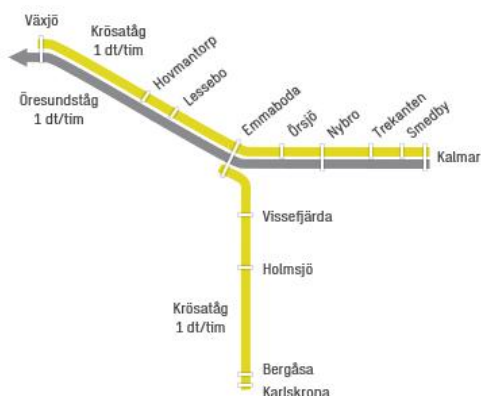 Växjö
Krösatåg
1 dt/tim
Hovmantorp
Lessebo
Öresundståg
1 dt/tim
Emmaboda
Örsjö
Nybro
Trekanten
Smedby
Kalmar
Vissefjärda
Holmsjö
Krösatåg
1 dt/tim
Bergåsa
Karlskrona